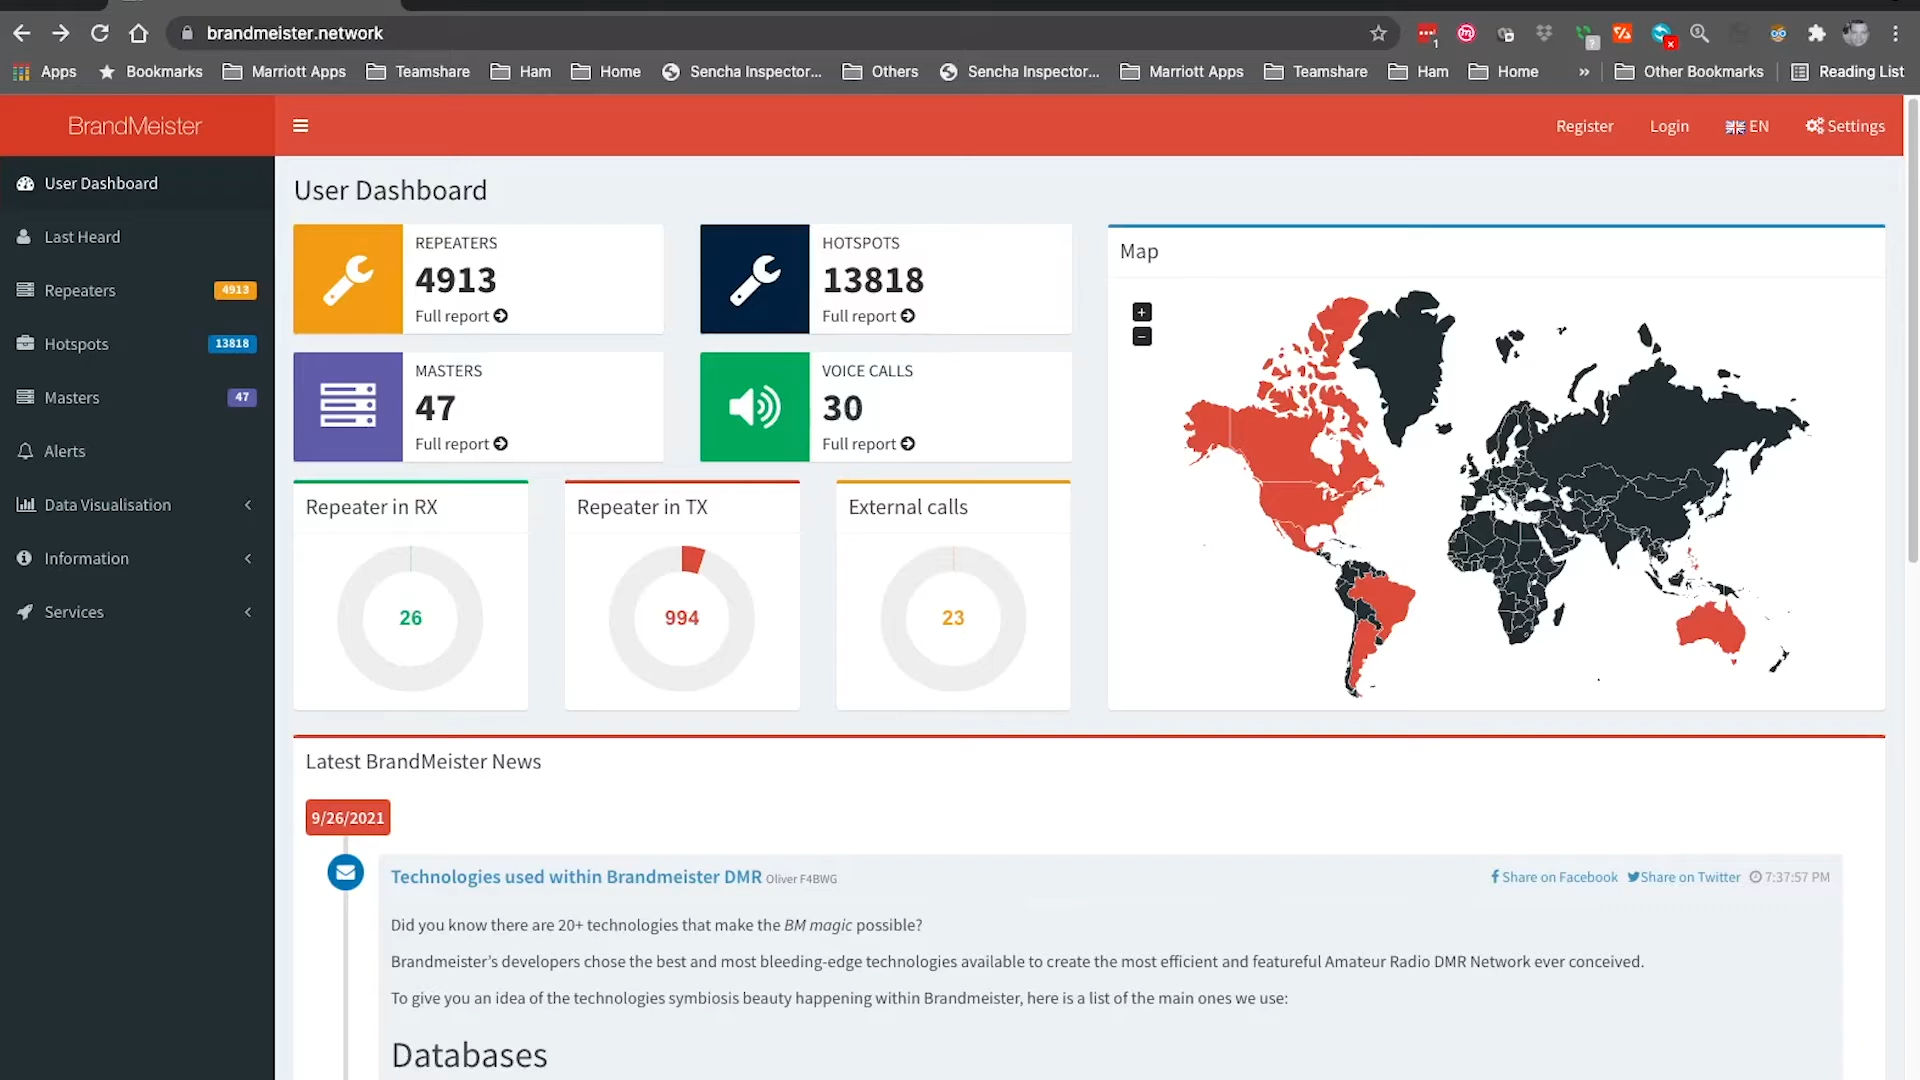 brandmeister.network
1
?
x
Apps
Bookmarks
Marriott Apps
Teamshare
Ham
Home
Sencha Inspector...
Others
Sencha Inspector...
Marriott Apps
Teamshare
Ham
Home
»
Other Bookmarks
Reading List
BrandMeister
Register
Login
EN
Settings
User Dashboard
Last Heard
Repeaters 4913
Hotspots 13818
Masters 47
Alerts
Data Visualisation
Information
Services
User Dashboard
REPEATERS
4913
Full report
HOTSPOTS
13818
Full report
MASTERS
47
Full report
VOICE CALLS
30
Full report
Map
+
−
Repeater in RX
26
Repeater in TX
994
External calls
23
Latest BrandMeister News
9/26/2021
Technologies used within Brandmeister DMR Oliver F4BWG
Share on Facebook Share on Twitter 7:37:57 PM
Did you know there are 20+ technologies that make the BM magic possible?
Brandmeister's developers chose the best and most bleeding-edge technologies available to create the most efficient and featureful Amateur Radio DMR Network ever conceived.
To give you an idea of the technologies symbiosis beauty happening within Brandmeister, here is a list of the main ones we use:
Databases